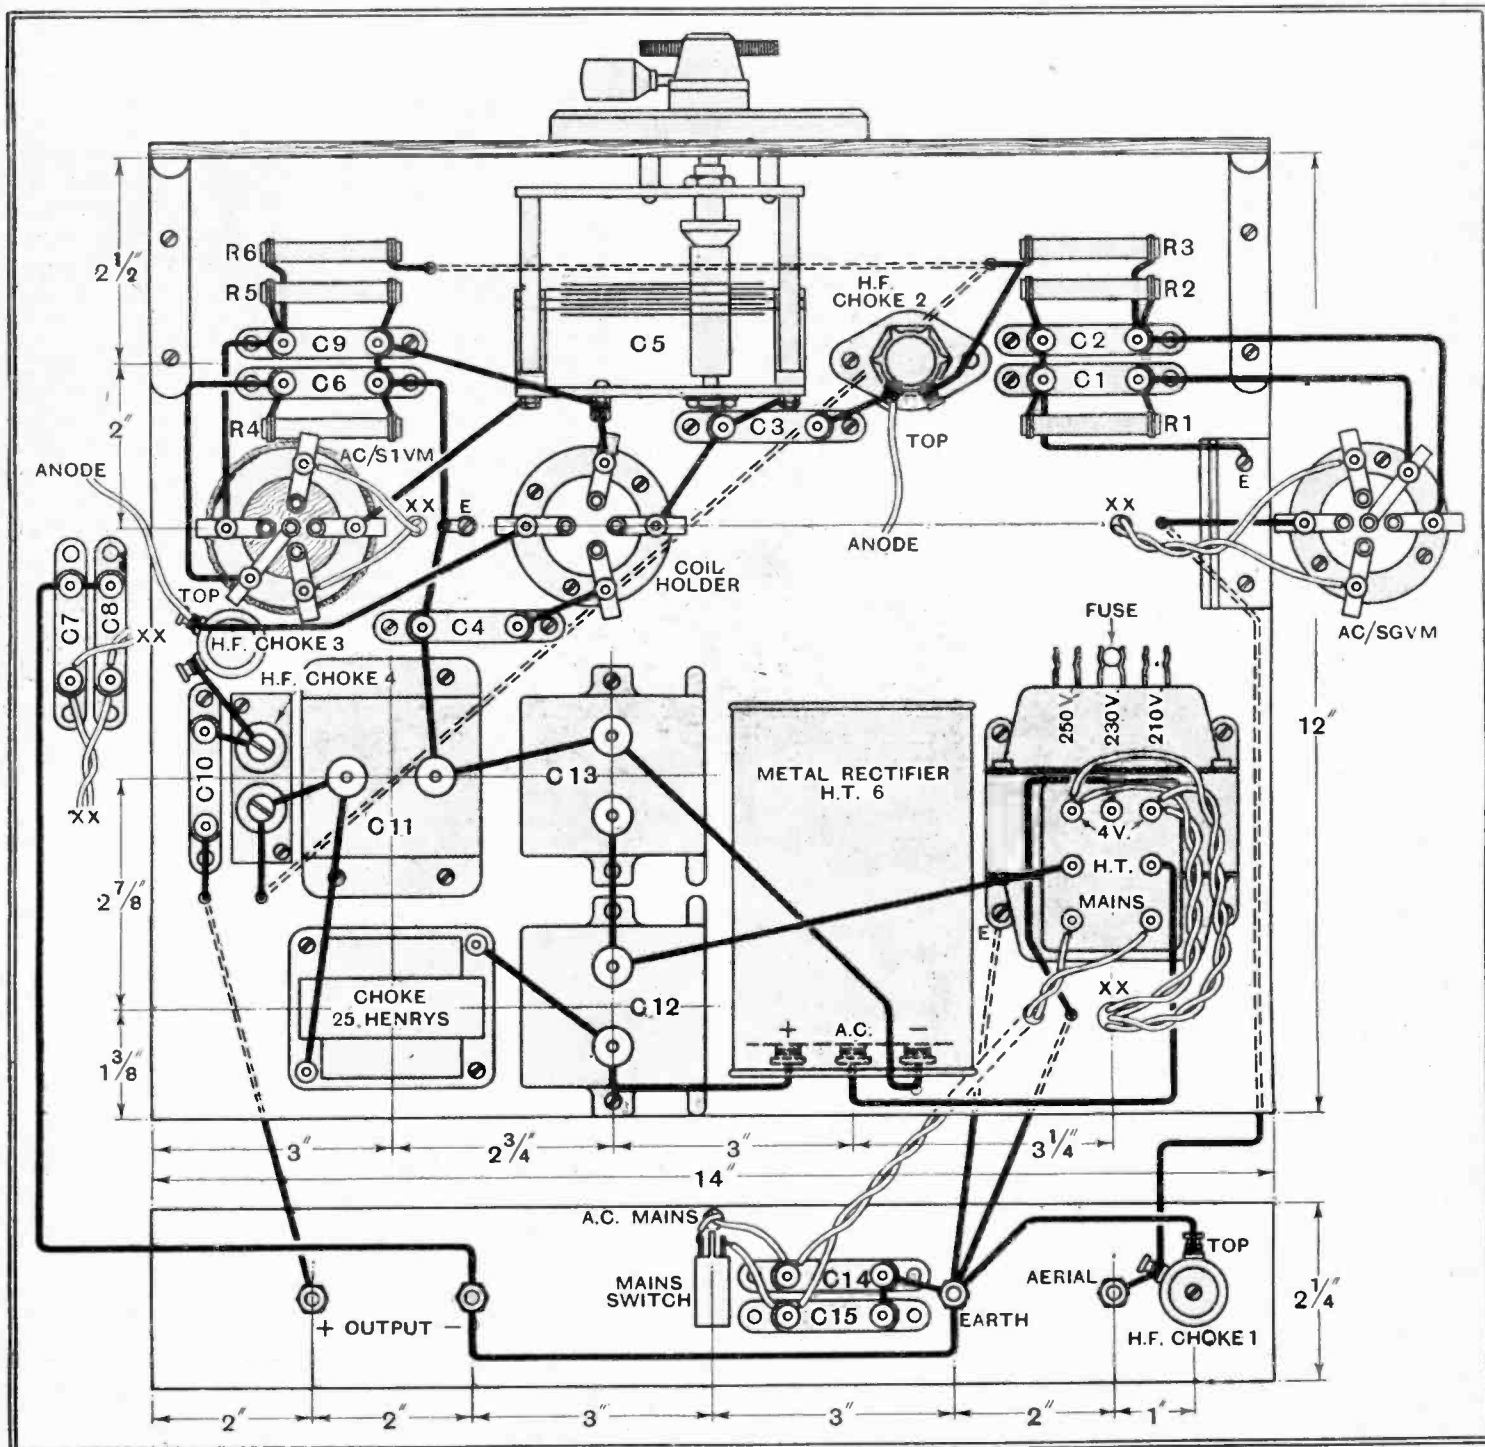 R6
R3
H.F.
CHOKE 2
2 1/2"
R5
R2
C9
C5
C2
C6
C1
2"
R4
C3
R1
AC/S1VM
TOP
ANODE
XX
E
XX
E
ANODE
COIL
HOLDER
TOP
FUSE
C7
C8
XX
H.F. CHOKE 3
C4
AC/SGVM
H.F. CHOKE 4
250 V.
230 V.
210 V.
12"
C10
C13
METAL RECTIFIER
H.T. 6
XX
C11
4V.
H.T.
2 7/8"
MAINS
E
CHOKE
25. HENRYS
C12
XX
+ A.C. -
1 3/8"
3"
2 3/4"
3"
3 1/4"
14"
A.C. MAINS
TOP
MAINS
SWITCH
C14
AERIAL
2 1/4"
C15
+ OUTPUT -
EARTH
H.F. CHOKE 1
2"
2"
3"
3"
2"
1"